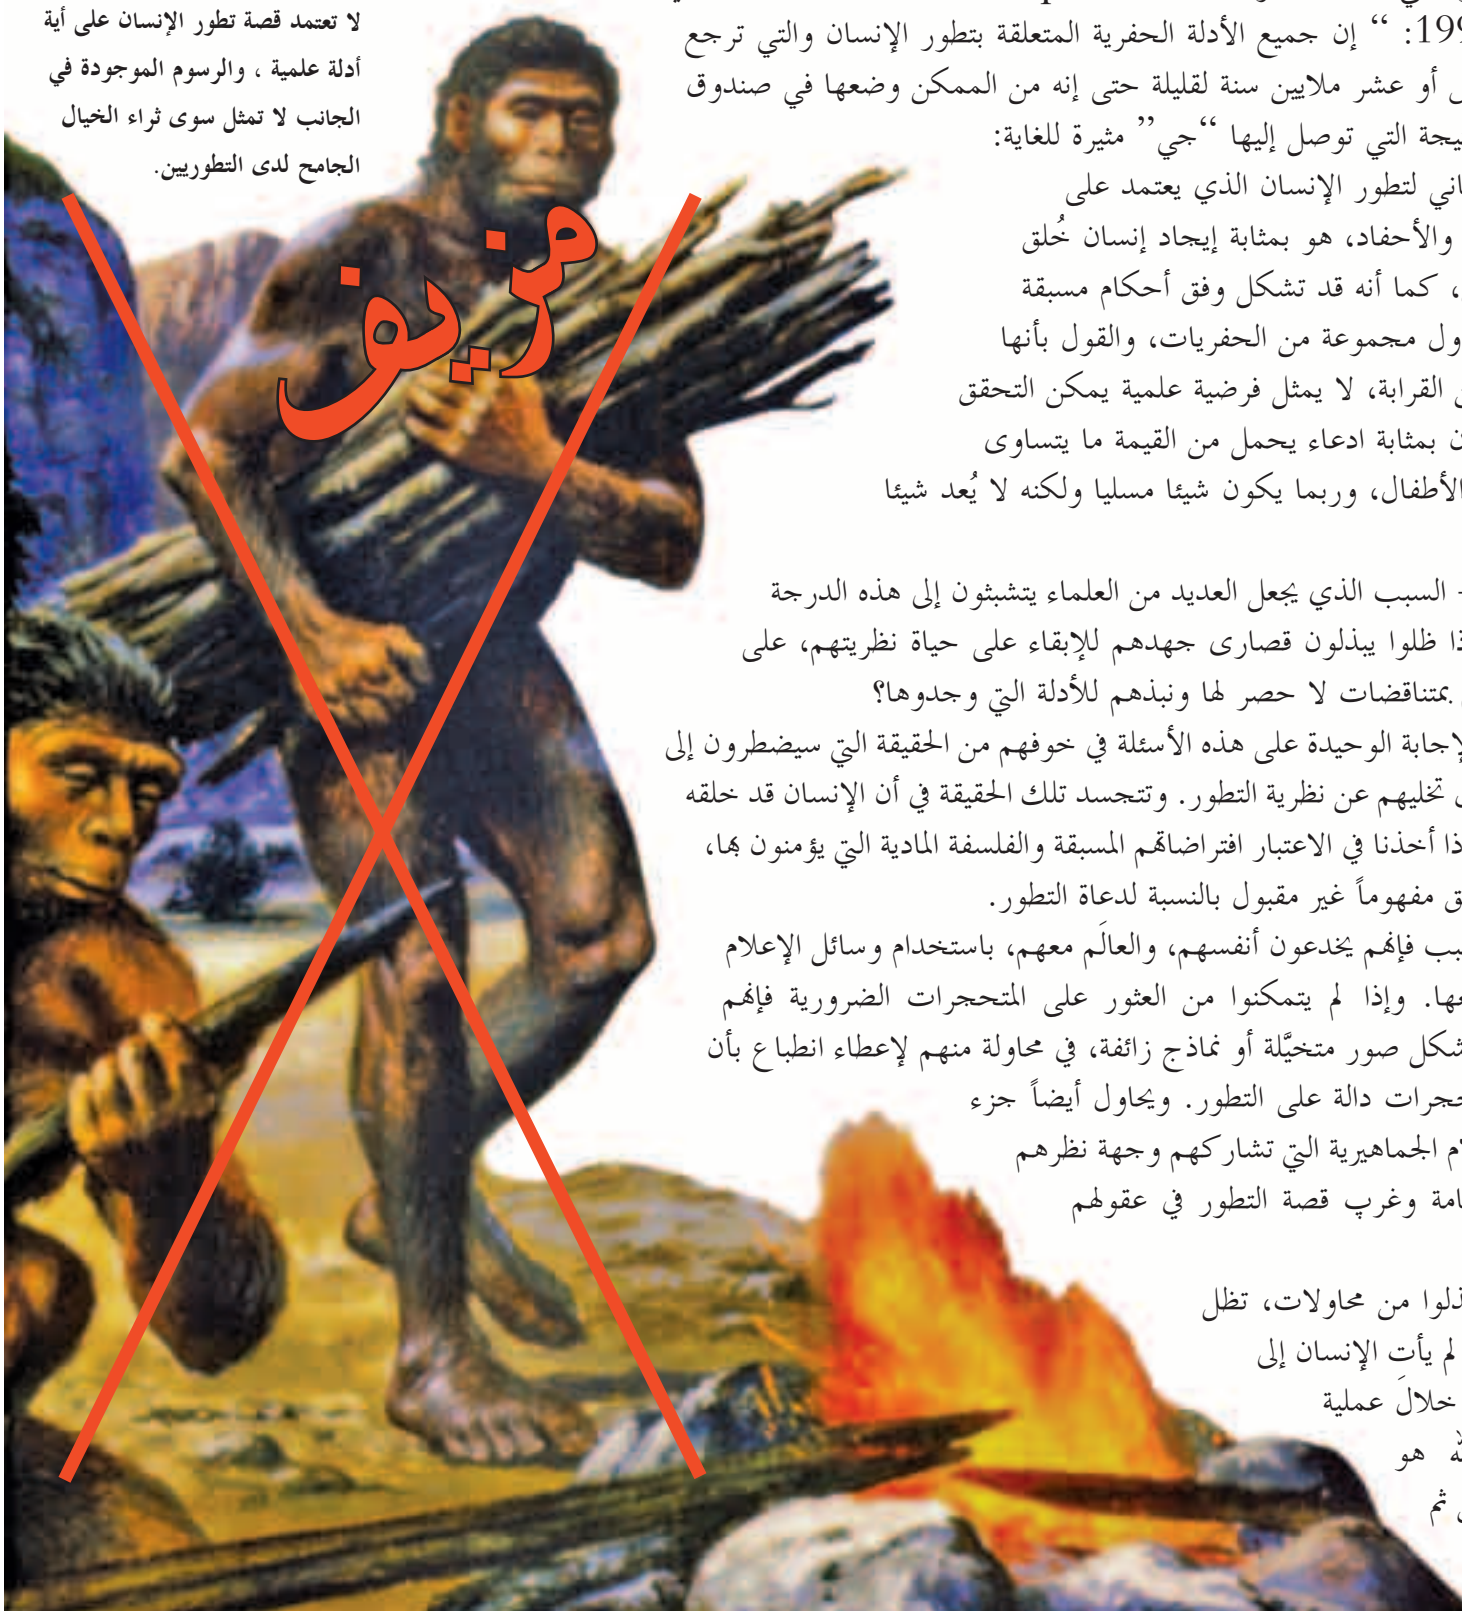 لا تعتمد قصة تطور الإنسان على أية
أدلة علمية ، والرسوم الموجودة في
الجانب لا تمثل سوى ثراء الخيال
الجامح لدى التطوريين.
مزيف
199: “ إن جميع الأدلة الحفرية المتعلقة بتطور الإنسان والتي ترجع
أو عشر ملايين سنة لقليلة حتى إنه من الممكن وضعها في صندوق
يجة التي توصل إليها “جي” مثيرة للغاية:
اني لتطور الإنسان الذي يعتمد على
والأحفاد، هو بمثابة إيجاد إنسان خُلق
، كما أنه قد تشكل وفق أحكام مسبقة
ول مجموعة من الحفريات، والقول بأنها
القرابة، لا يمثل فرضية علمية يمكن التحقق
ن بمثابة ادعاء يحمل من القيمة ما يتساوى
الأطفال، وربما يكون شيئا مسليا ولكنه لا يُعد شيئا
- السبب الذي يجعل العديد من العلماء يتشبثون إلى هذه الدرجة
ذا ظلوا يبذلون قصارى جهدهم للإبقاء على حياة نظريتهم، على
بمتناقضات لا حصر لها ونبذهم للأدلة التي وجدوها؟
لإجابة الوحيدة على هذه الأسئلة في خوفهم من الحقيقة التي سيضطرون إلى
تخليهم عن نظرية التطور. وتتجسد تلك الحقيقة في أن الإنسان قد خلقه
ذا أخذنا في الاعتبار افتراضاتهم المسبقة والفلسفة المادية التي يؤمنون بها،
ق مفهوماً غير مقبول بالنسبة لدعاة التطور.
بب فإنهم يخدعون أنفسهم، والعالَم معهم، باستخدام وسائل الإعلام
عها. وإذا لم يتمكنوا من العثور على المتحجرات الضرورية فإنهم
شكل صور متخيَّلة أو نماذج زائفة، في محاولة منهم لإعطاء انطباع بأن
حجرات دالة على التطور. ويحاول أيضاً جزء
م الجماهيرية التي تشاركهم وجهة نظرهم
امة وغرب قصة التطور في عقولهم
ذلوا من محاولات، تظل
لم يأتِ الإنسان إلى
خلالَ عملية
هو
ثم